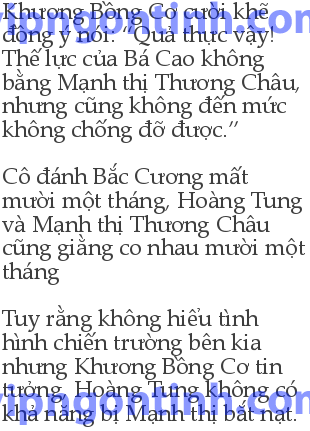 Khương Bồng Cơ cười khẽ
đồng ý nói: “Quả thực vậy!
Thế lực của Bá Cao không
bằng Mạnh thị Thương Châu,
nhưng cũng không đến mức
không chống đỡ được.”
Cô đánh Bắc Cương mất
mười một tháng, Hoàng Tung
và Mạnh thị Thương Châu
cũng giằng co nhau mười một
tháng
Tuy rằng không hiểu tình
hình chiến trường bên kia
nhưng Khương Bồng Cơ tin
tưởng, Hoàng Tung không có
khả năng bị Mạnh thị bắt nạt.